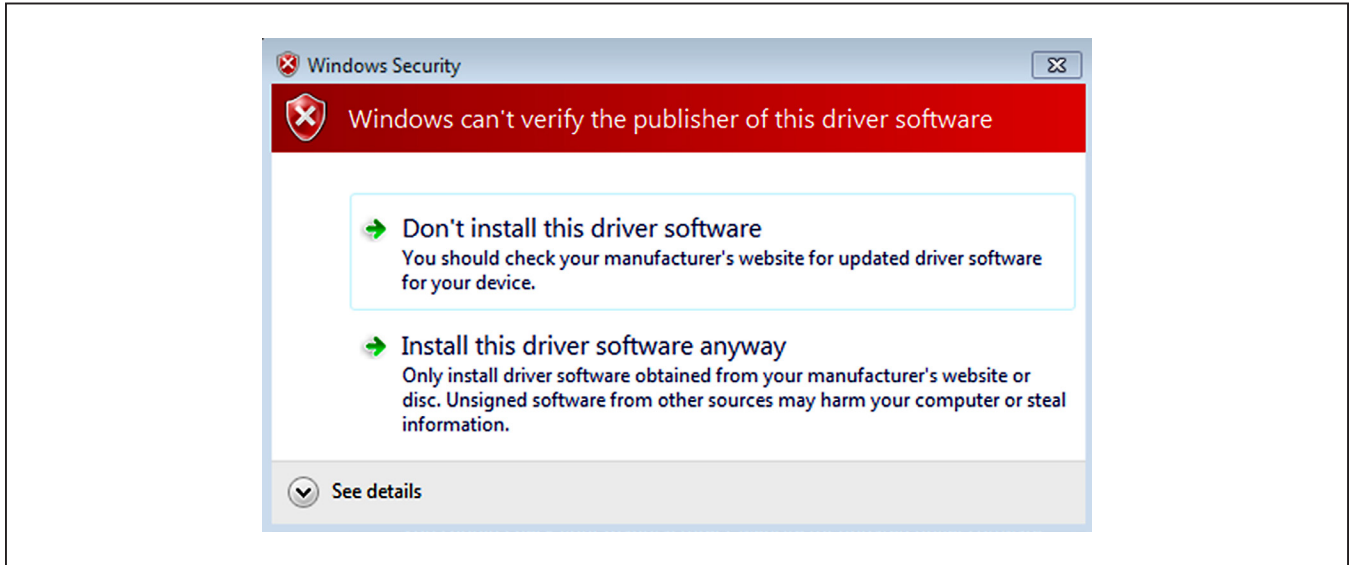 Windows Security
Windows can't verify the publisher of this driver software
Don't install this driver software
You should check your manufacturer's website for updated driver software
for your device.
Install this driver software anyway
Only install driver software obtained from your manufacturer's website or
disc. Unsigned software from other sources may harm your computer or steal
information.
See details